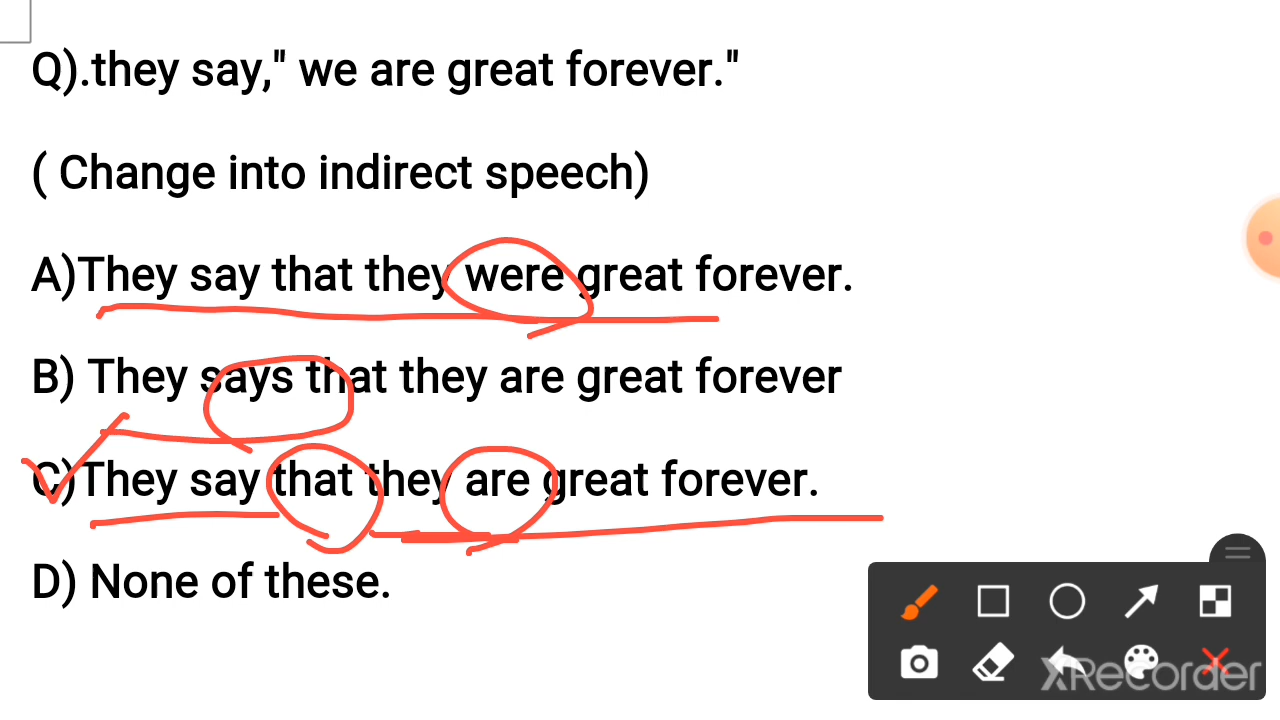 Q).they say," we are great forever."
( Change into indirect speech)
A)They say that they were great forever.
B) They says that they are great forever
C)They say that they are great forever.
D) None of these.
XRecorder